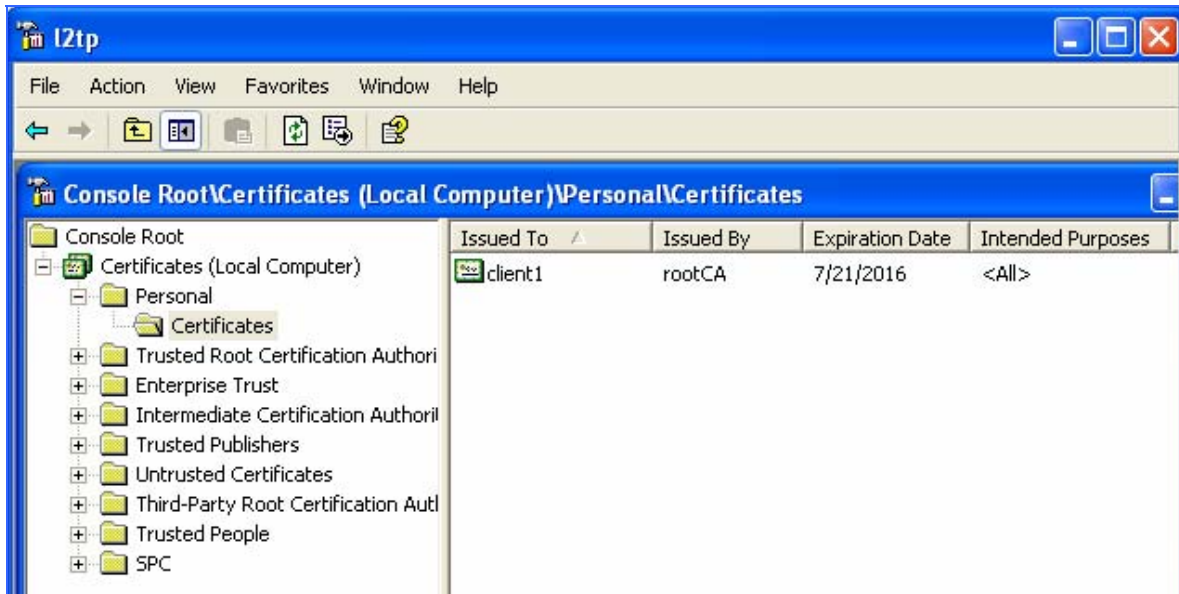 l2tp
File Action View Favorites Window Help
Console Root\Certificates (Local Computer)\Personal\Certificates
Console Root
Certificates (Local Computer)
Personal
Certificates
Trusted Root Certification Authori
Enterprise Trust
Intermediate Certification Authorit
Trusted Publishers
Untrusted Certificates
Third-Party Root Certification Autl
Trusted People
SPC
Issued To Issued By Expiration Date Intended Purposes
client1 rootCA 7/21/2016 <All>